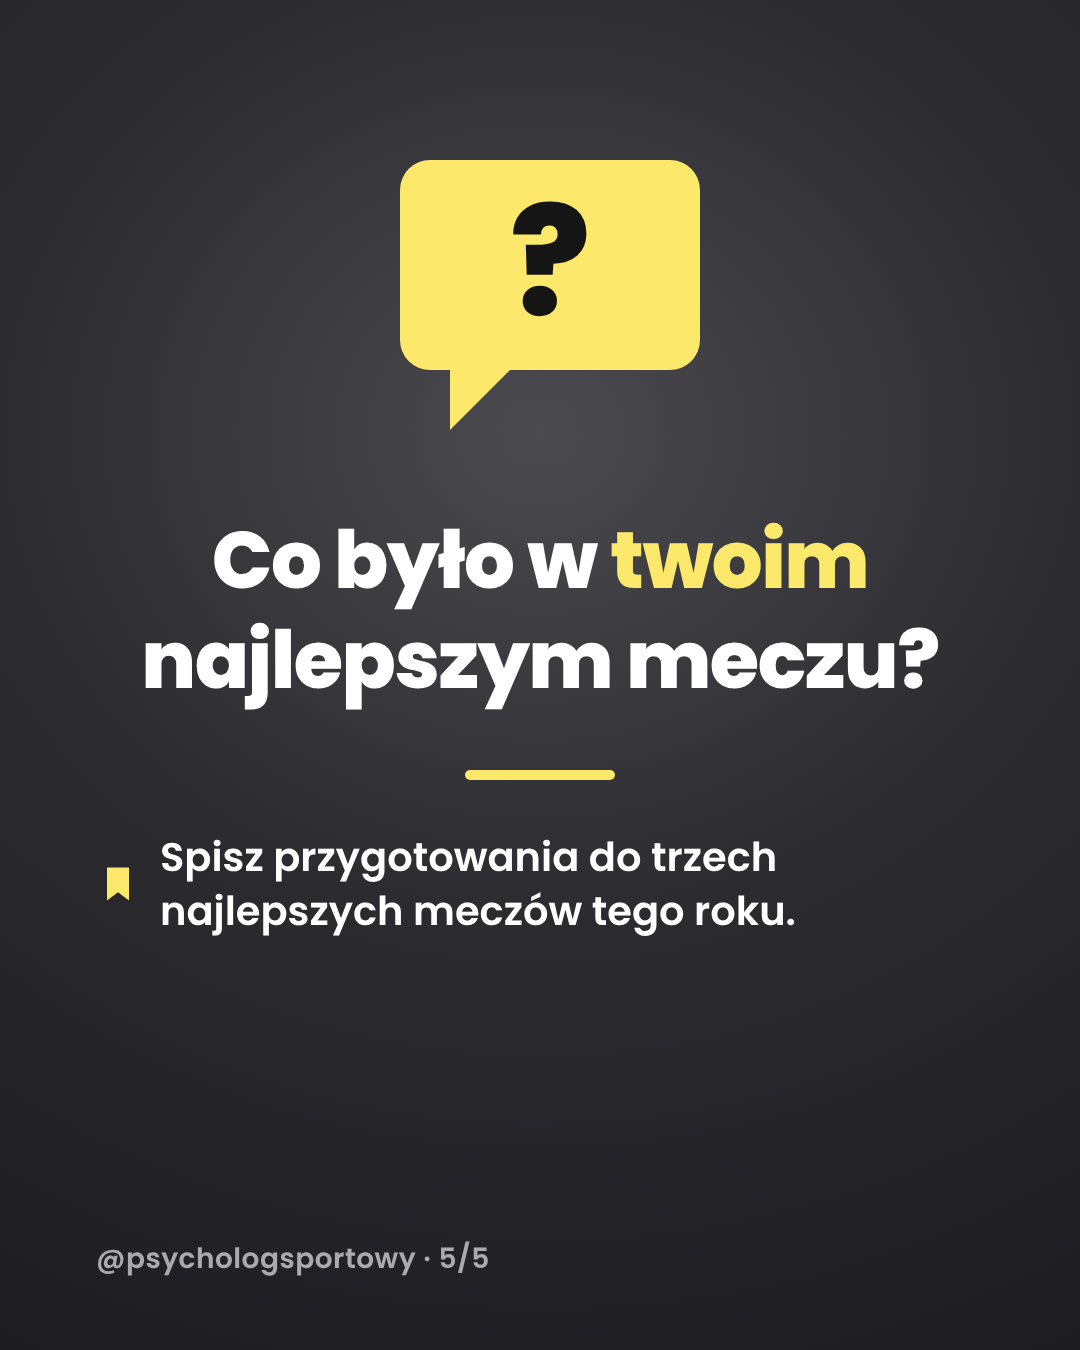 ?
Co było w twoim
najlepszym meczu?
Spisz przygotowania do trzech
najlepszych meczów tego roku.
@psychologsportowy · 5/5